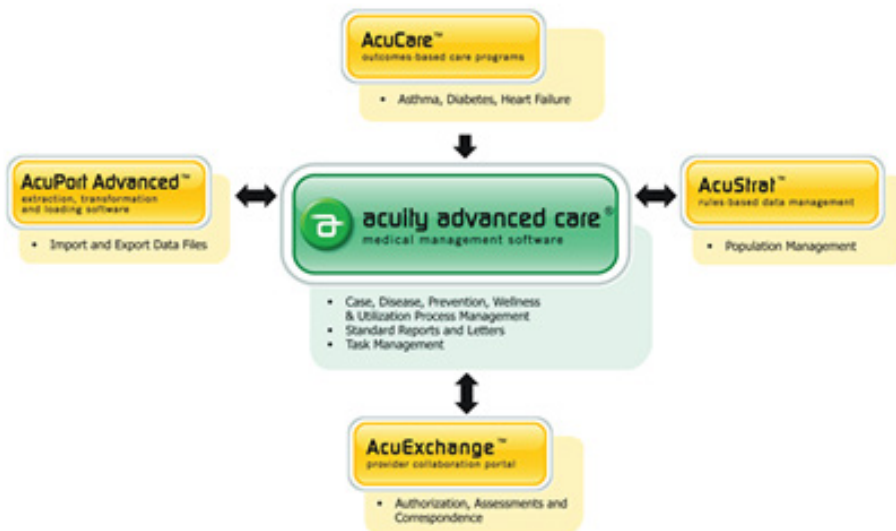 AcuCare™
outcomes-based care programs
• Asthma, Diabetes, Heart Failure
AcuPort Advanced™
extraction, transformation
and loading software
• Import and Export Data Files
acuity advanced care®
medical management software
• Case, Disease, Prevention, Wellness
& Utilization Process Management
• Standard Reports and Letters
• Task Management
AcuStrat™
rules-based data management
• Population Management
AcuExchange™
provider collaboration portal
• Authorization, Assessments and
Correspondence